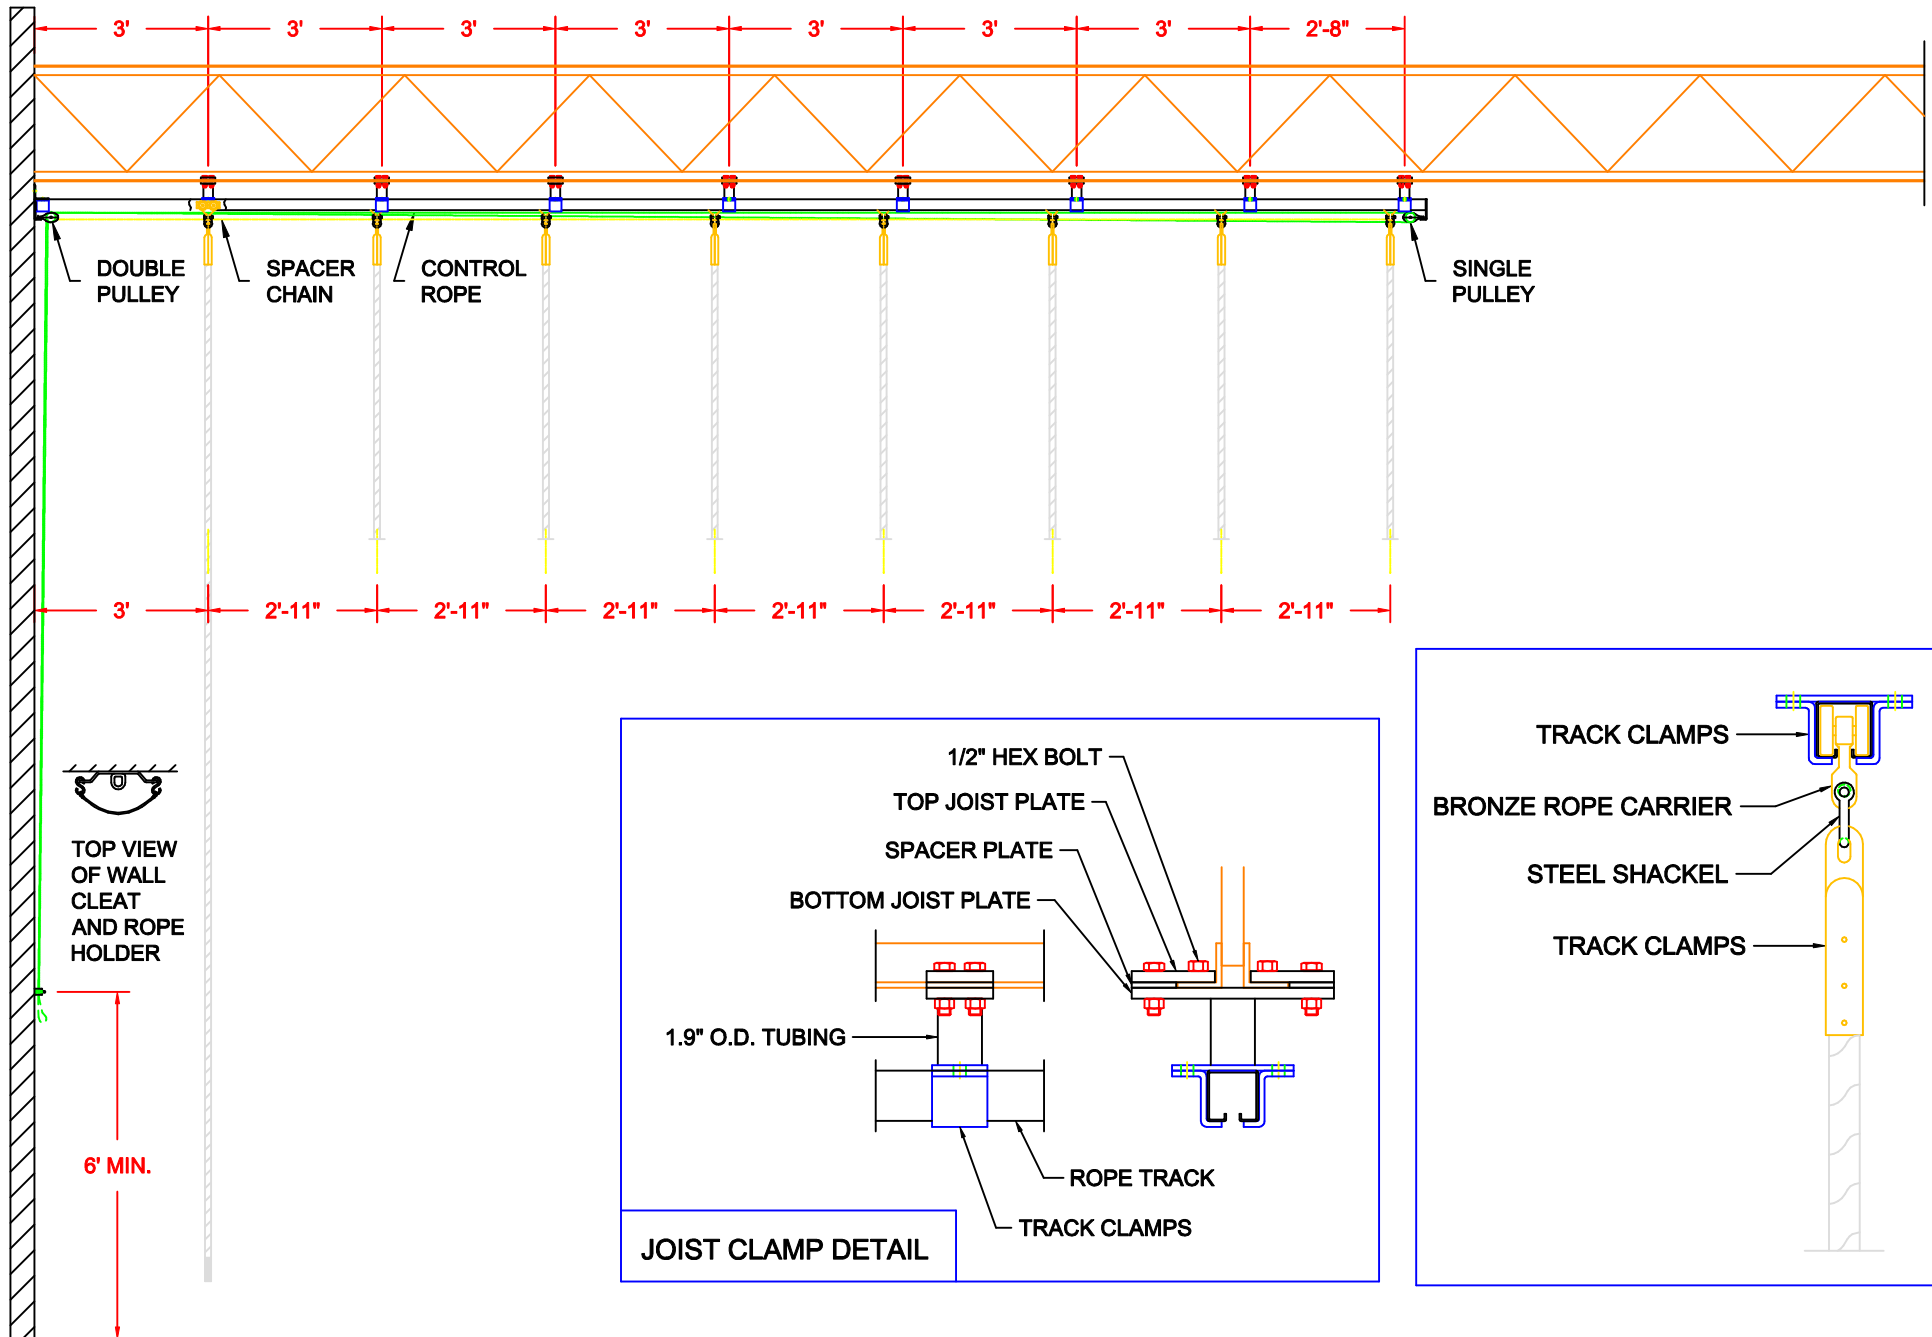 3' 3' 3' 3' 3' 3' 3' 2'-8"
DOUBLE
PULLEY
SPACER
CHAIN
CONTROL
ROPE
SINGLE
PULLEY
3' 2'-11" 2'-11" 2'-11" 2'-11" 2'-11" 2'-11" 2'-11"
TOP VIEW
OF WALL
CLEAT
AND ROPE
HOLDER
6' MIN.
1/2" HEX BOLT
TOP JOIST PLATE
SPACER PLATE
BOTTOM JOIST PLATE
1.9" O.D. TUBING
ROPE TRACK
TRACK CLAMPS
JOIST CLAMP DETAIL
TRACK CLAMPS
BRONZE ROPE CARRIER
STEEL SHACKEL
TRACK CLAMPS